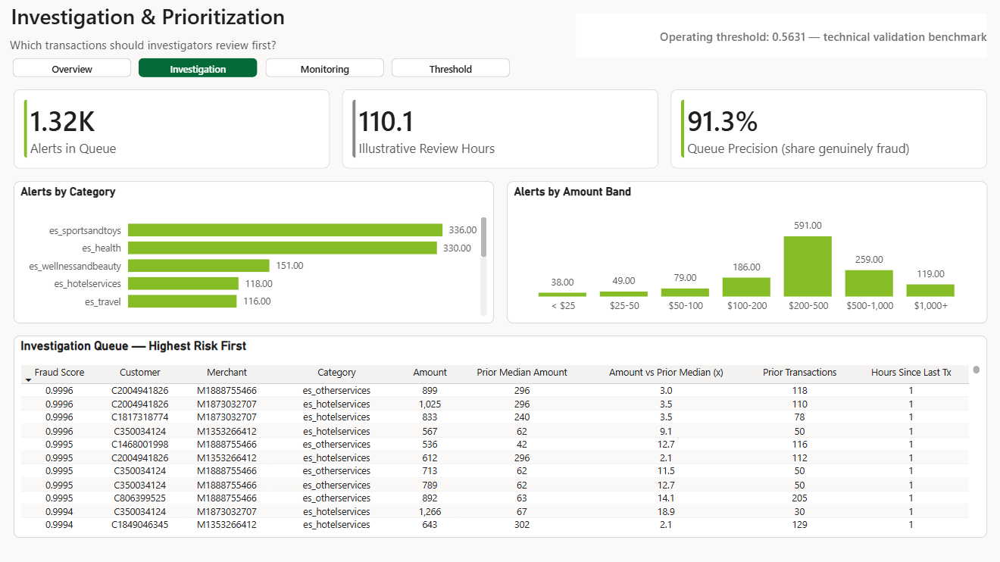 Investigation & Prioritization
Which transactions should investigators review first?
Operating threshold: 0.5631 — technical validation benchmark
Overview Investigation Monitoring Threshold
1.32K
Alerts in Queue
110.1
Illustrative Review Hours
91.3%
Queue Precision (share genuinely fraud)
Alerts by Category
es_sportsandtoys 336.00
es_health 330.00
es_wellnessandbeauty 151.00
es_hotelservices 118.00
es_travel 116.00
Alerts by Amount Band
38.00 49.00 79.00 186.00 591.00 259.00 119.00
< $25 $25-50 $50-100 $100-200 $200-500 $500-1,000 $1,000+
Investigation Queue — Highest Risk First
Fraud Score Customer Merchant Category Amount Prior Median Amount Amount vs Prior Median (x) Prior Transactions Hours Since Last Tx
0.9996 C2004941826 M1888755466 es_otherservices 899 296 3.0 118 1
0.9996 C2004941826 M1873032707 es_hotelservices 1,025 296 3.5 110 1
0.9996 C1817318774 M1873032707 es_hotelservices 833 240 3.5 78 1
0.9996 C350034124 M1353266412 es_hotelservices 567 62 9.1 50 1
0.9995 C1468001998 M1888755466 es_otherservices 536 42 12.7 116 1
0.9995 C2004941826 M1353266412 es_hotelservices 612 296 2.1 112 1
0.9995 C350034124 M1888755466 es_otherservices 713 62 11.5 50 1
0.9995 C350034124 M1888755466 es_otherservices 789 62 12.7 50 1
0.9995 C806399525 M1888755466 es_otherservices 892 63 14.1 205 1
0.9994 C350034124 M1873032707 es_hotelservices 1,266 67 18.9 30 1
0.9994 C1849046345 M1353266412 es_hotelservices 643 302 2.1 129 1